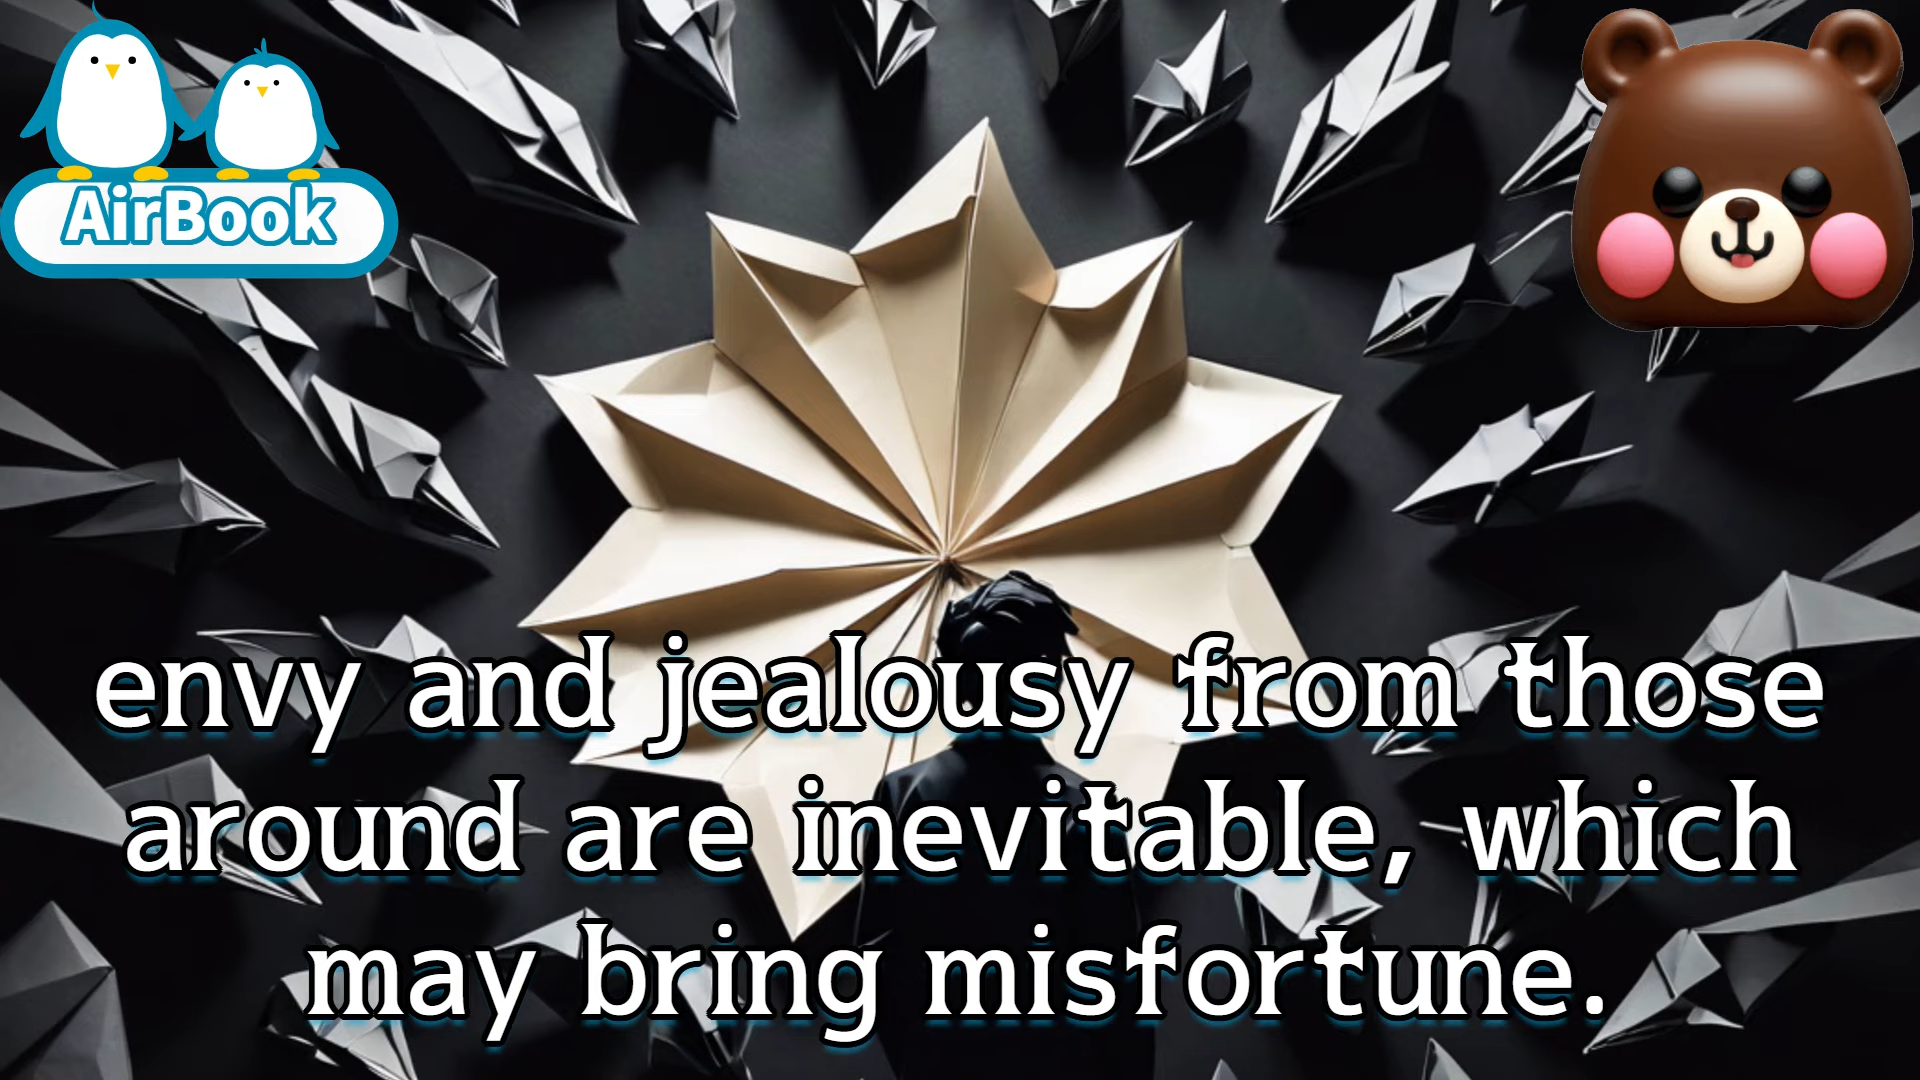 AirBook
envy and jealousy from those
around are inevitable, which
may bring misfortune.